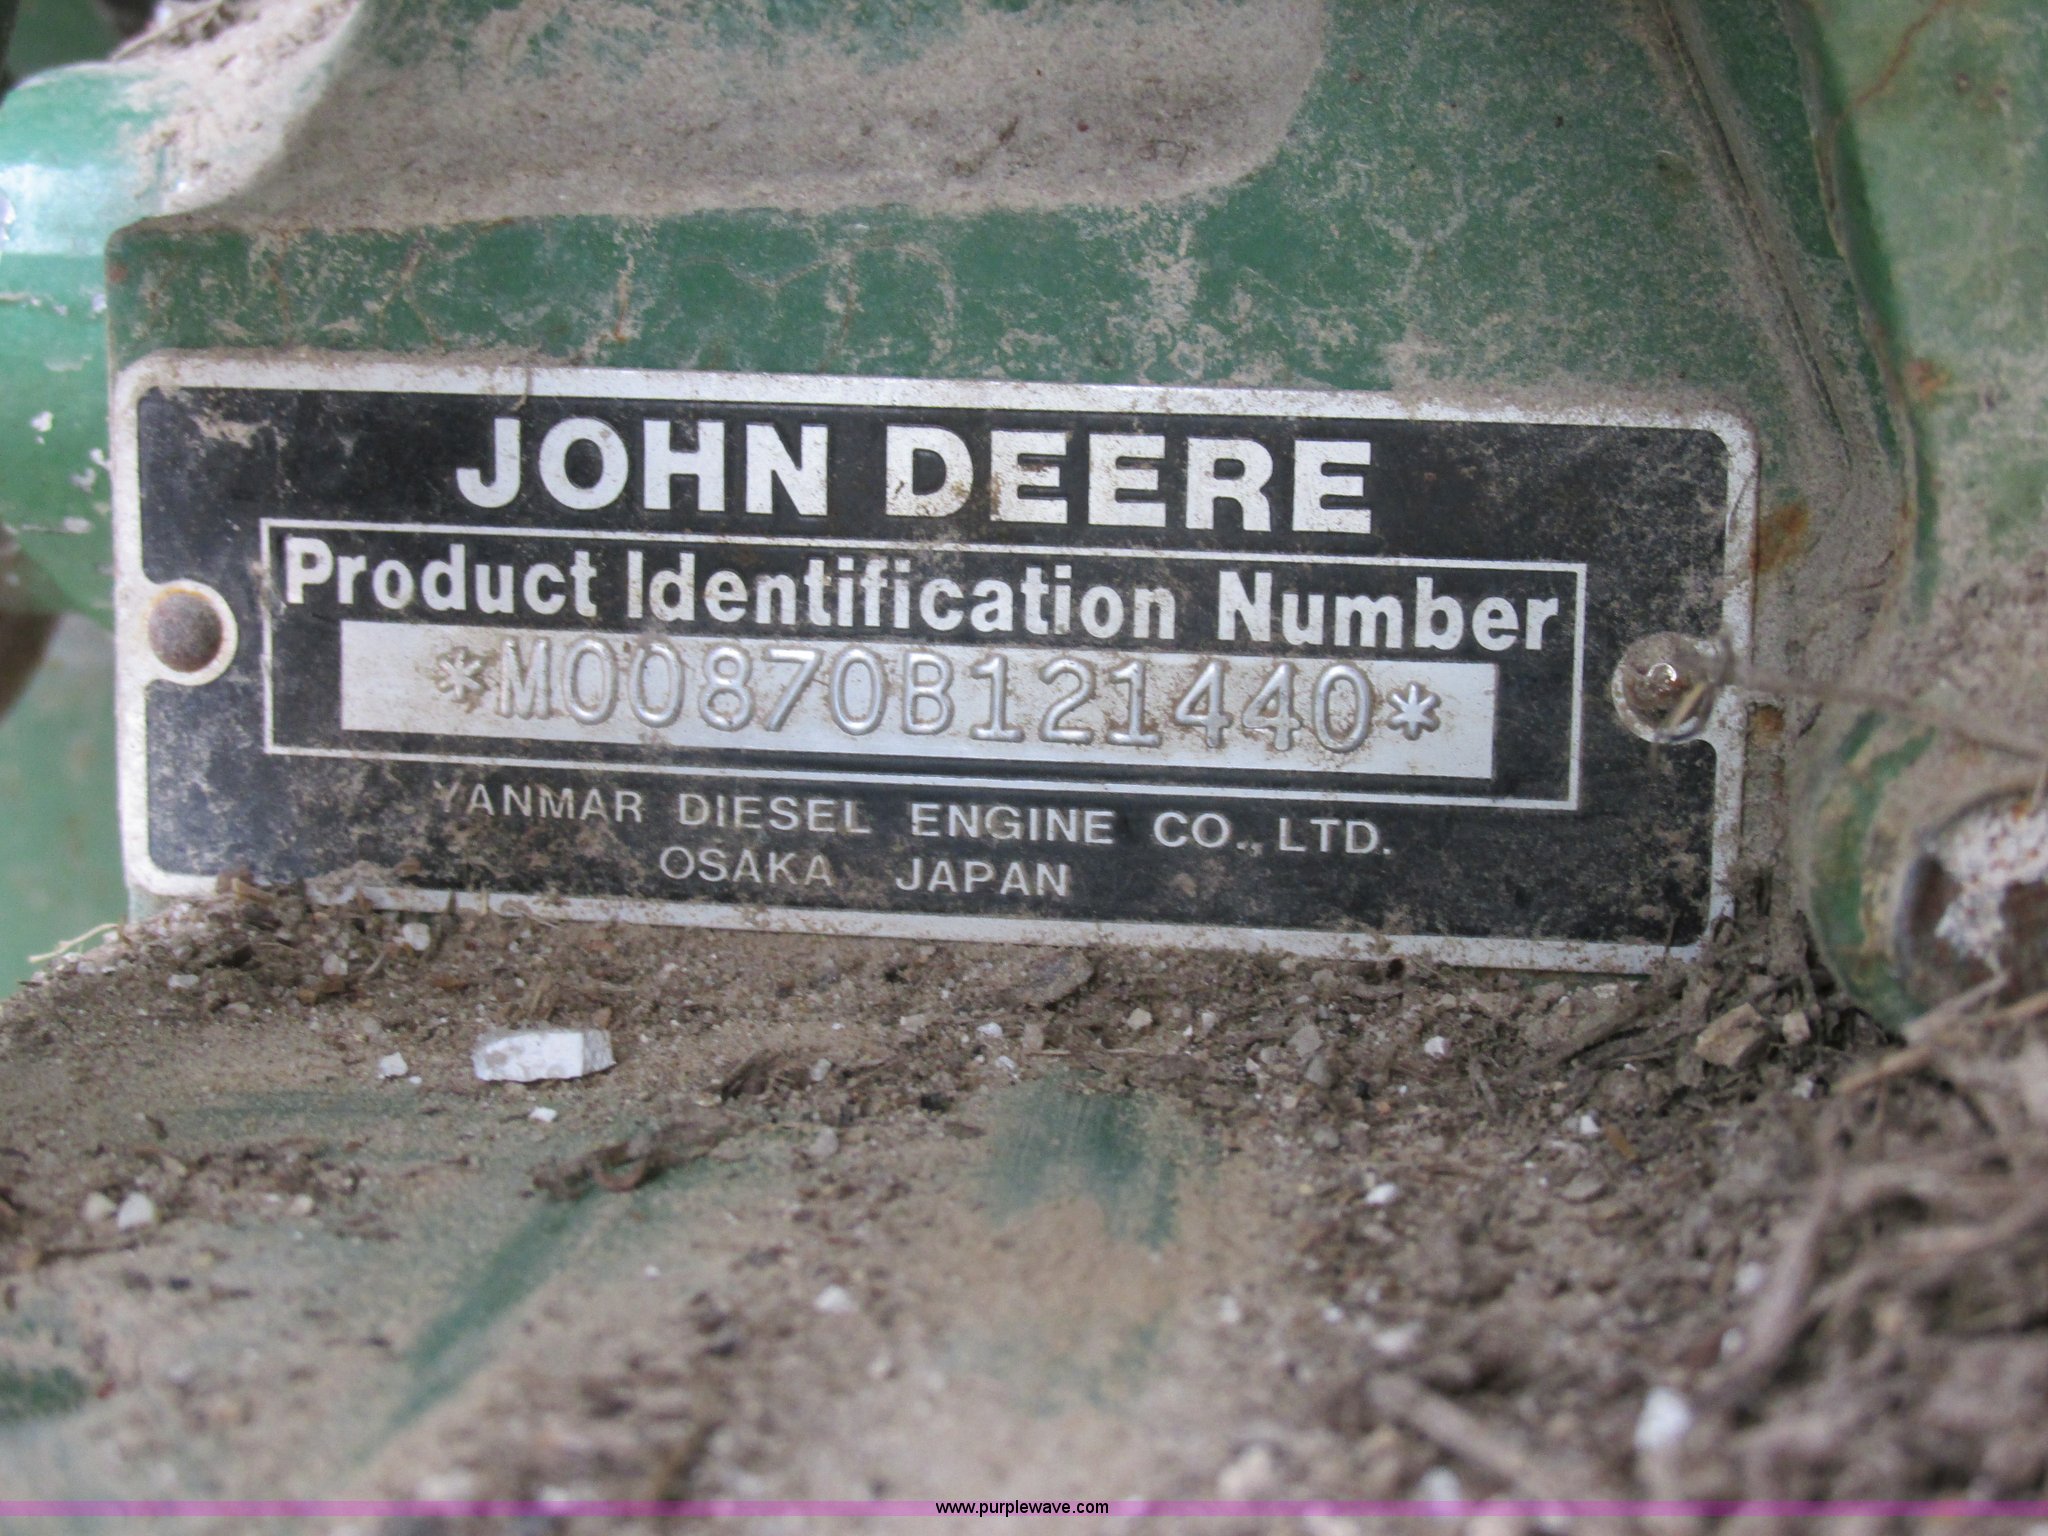 JOHN DEERE
Product Identification Number
*M00870B121440*
YANMAR DIESEL ENGINE CO., LTD.
OSAKA JAPAN
www.purplewave.com